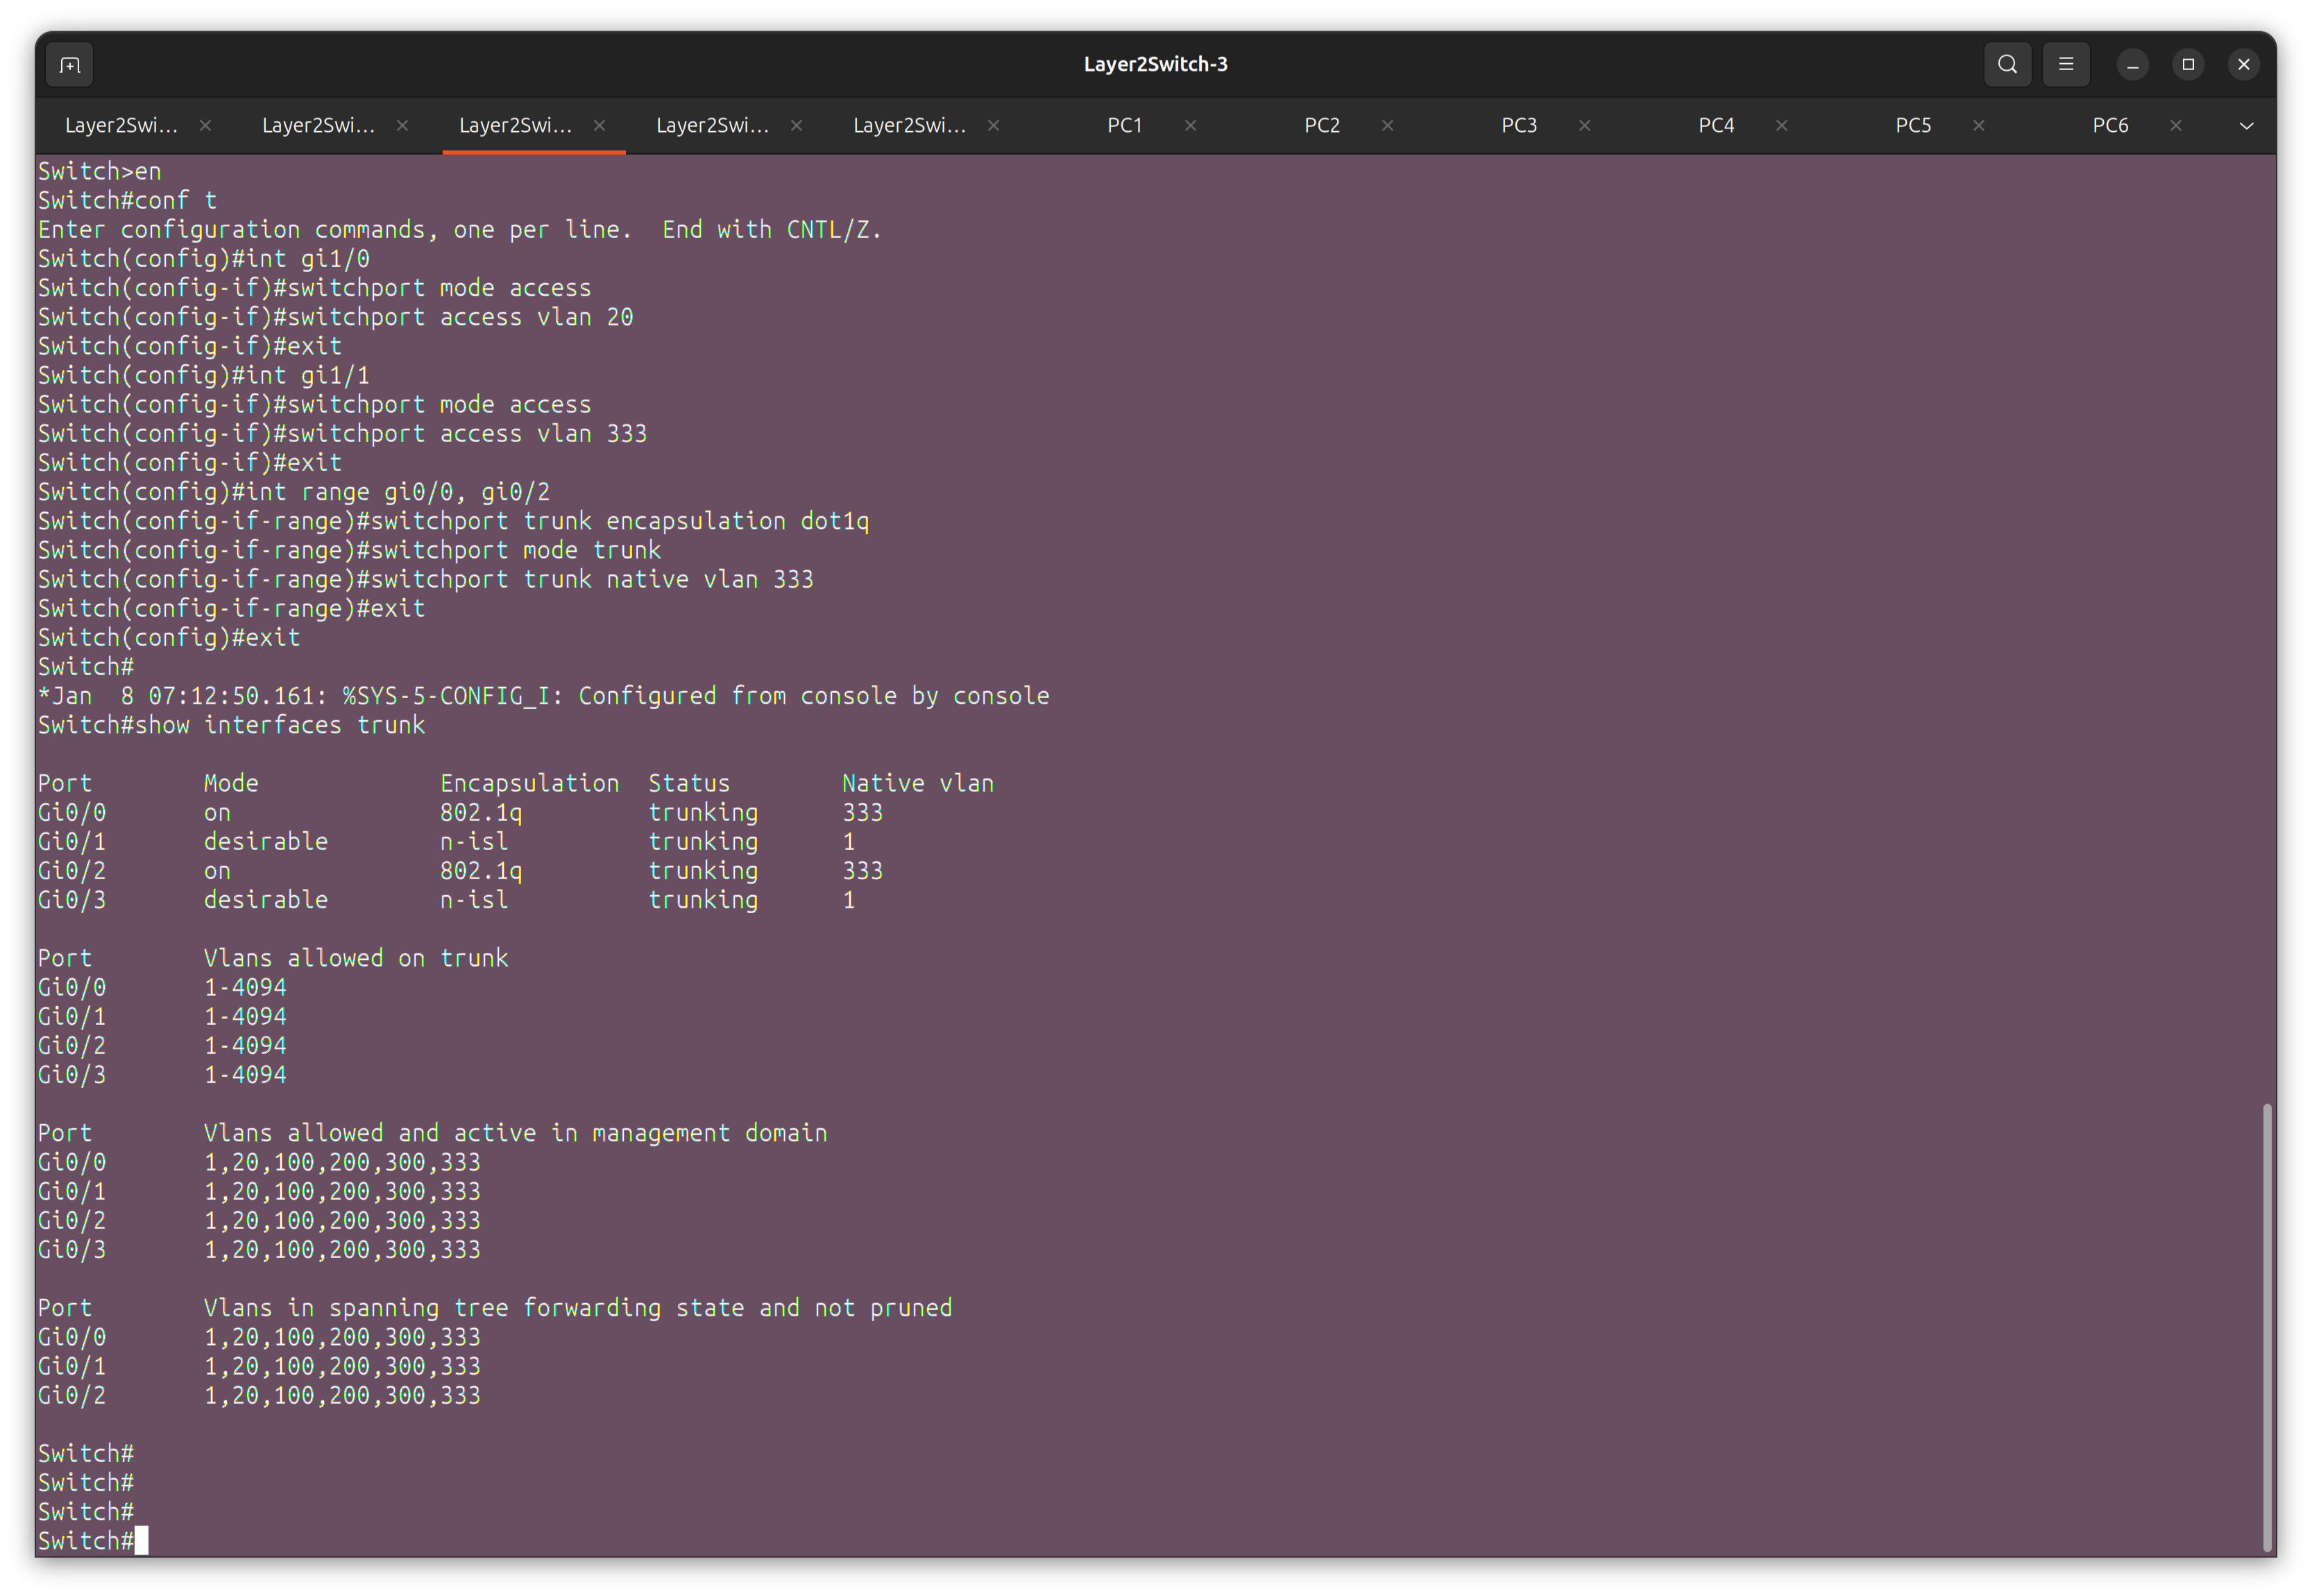 Layer2Switch-3
Layer2Swi... Layer2Swi... Layer2Swi... Layer2Swi... Layer2Swi... PC1 PC2 PC3 PC4 PC5 PC6
Switch>en
Switch#conf t
Enter configuration commands, one per line.  End with CNTL/Z.
Switch(config)#int gi1/0
Switch(config-if)#switchport mode access
Switch(config-if)#switchport access vlan 20
Switch(config-if)#exit
Switch(config)#int gi1/1
Switch(config-if)#switchport mode access
Switch(config-if)#switchport access vlan 333
Switch(config-if)#exit
Switch(config)#int range gi0/0, gi0/2
Switch(config-if-range)#switchport trunk encapsulation dot1q
Switch(config-if-range)#switchport mode trunk
Switch(config-if-range)#switchport trunk native vlan 333
Switch(config-if-range)#exit
Switch(config)#exit
Switch#
*Jan  8 07:12:50.161: %SYS-5-CONFIG_I: Configured from console by console
Switch#show interfaces trunk
Port        Mode             Encapsulation  Status        Native vlan
Gi0/0       on               802.1q         trunking      333
Gi0/1       desirable        n-isl          trunking      1
Gi0/2       on               802.1q         trunking      333
Gi0/3       desirable        n-isl          trunking      1
Port        Vlans allowed on trunk
Gi0/0       1-4094
Gi0/1       1-4094
Gi0/2       1-4094
Gi0/3       1-4094
Port        Vlans allowed and active in management domain
Gi0/0       1,20,100,200,300,333
Gi0/1       1,20,100,200,300,333
Gi0/2       1,20,100,200,300,333
Gi0/3       1,20,100,200,300,333
Port        Vlans in spanning tree forwarding state and not pruned
Gi0/0       1,20,100,200,300,333
Gi0/1       1,20,100,200,300,333
Gi0/2       1,20,100,200,300,333
Switch#
Switch#
Switch#
Switch#